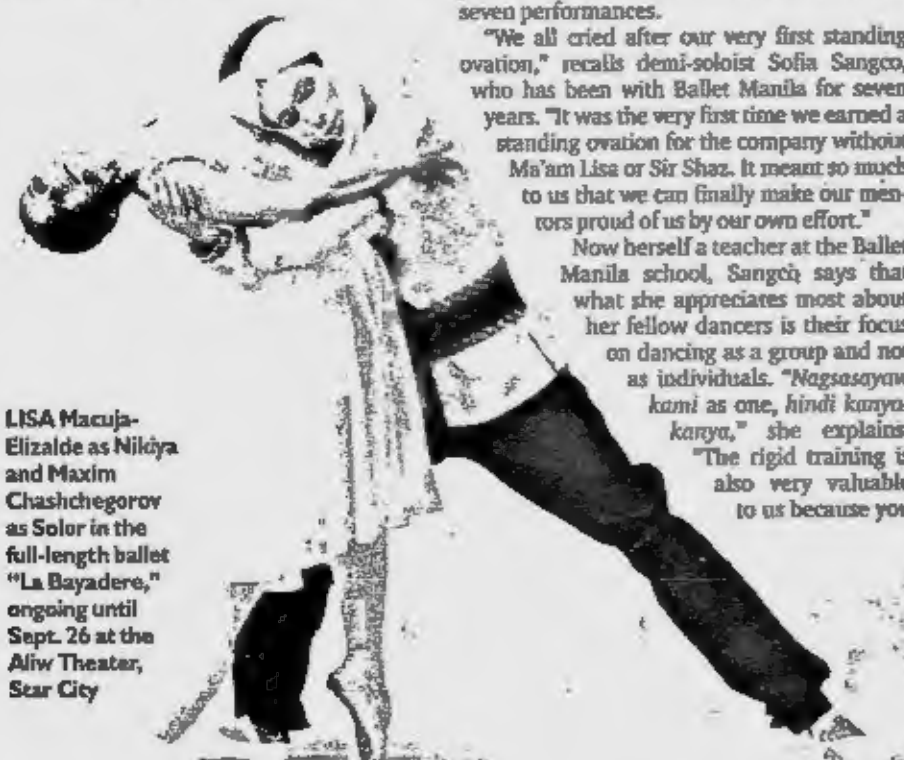 seven performances.
"We all cried after our very first standing
ovation," recalls demi-soloist Sofia Sangco,
who has been with Ballet Manila for seven
years. "It was the very first time we earned a
standing ovation for the company without
Ma'am Lisa or Sir Shaz. It meant so much
to us that we can finally make our men-
tors proud of us by our own effort."
Now herself a teacher at the Ballet
Manila school, Sangco says that
what she appreciates most about
her fellow dancers is their focus
on dancing as a group and not
as individuals. "Nagsasayaw
kami as one, hindi kanya-
kanya," she explains.
"The rigid training is
also very valuable
to us because you
LISA Macuja-
Elizalde as Nikiya
and Maxim
Chashchegorov
as Solor in the
full-length ballet
"La Bayadere,"
ongoing until
Sept. 26 at the
Aliw Theater,
Star City